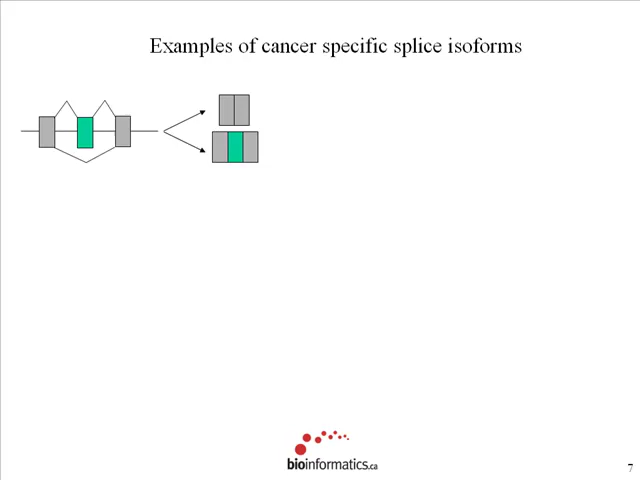 Examples of cancer specific splice isoforms
bioinformatics.ca
7